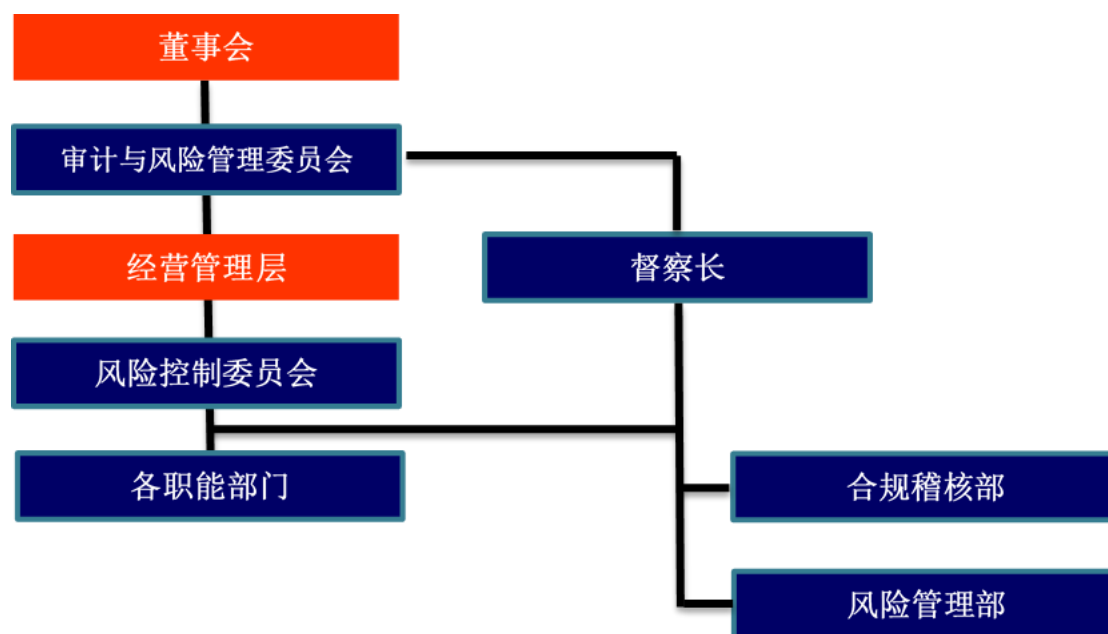 董事会
审计与风险管理委员会
经营管理层
督察长
风险控制委员会
各职能部门
合规稽核部
风险管理部